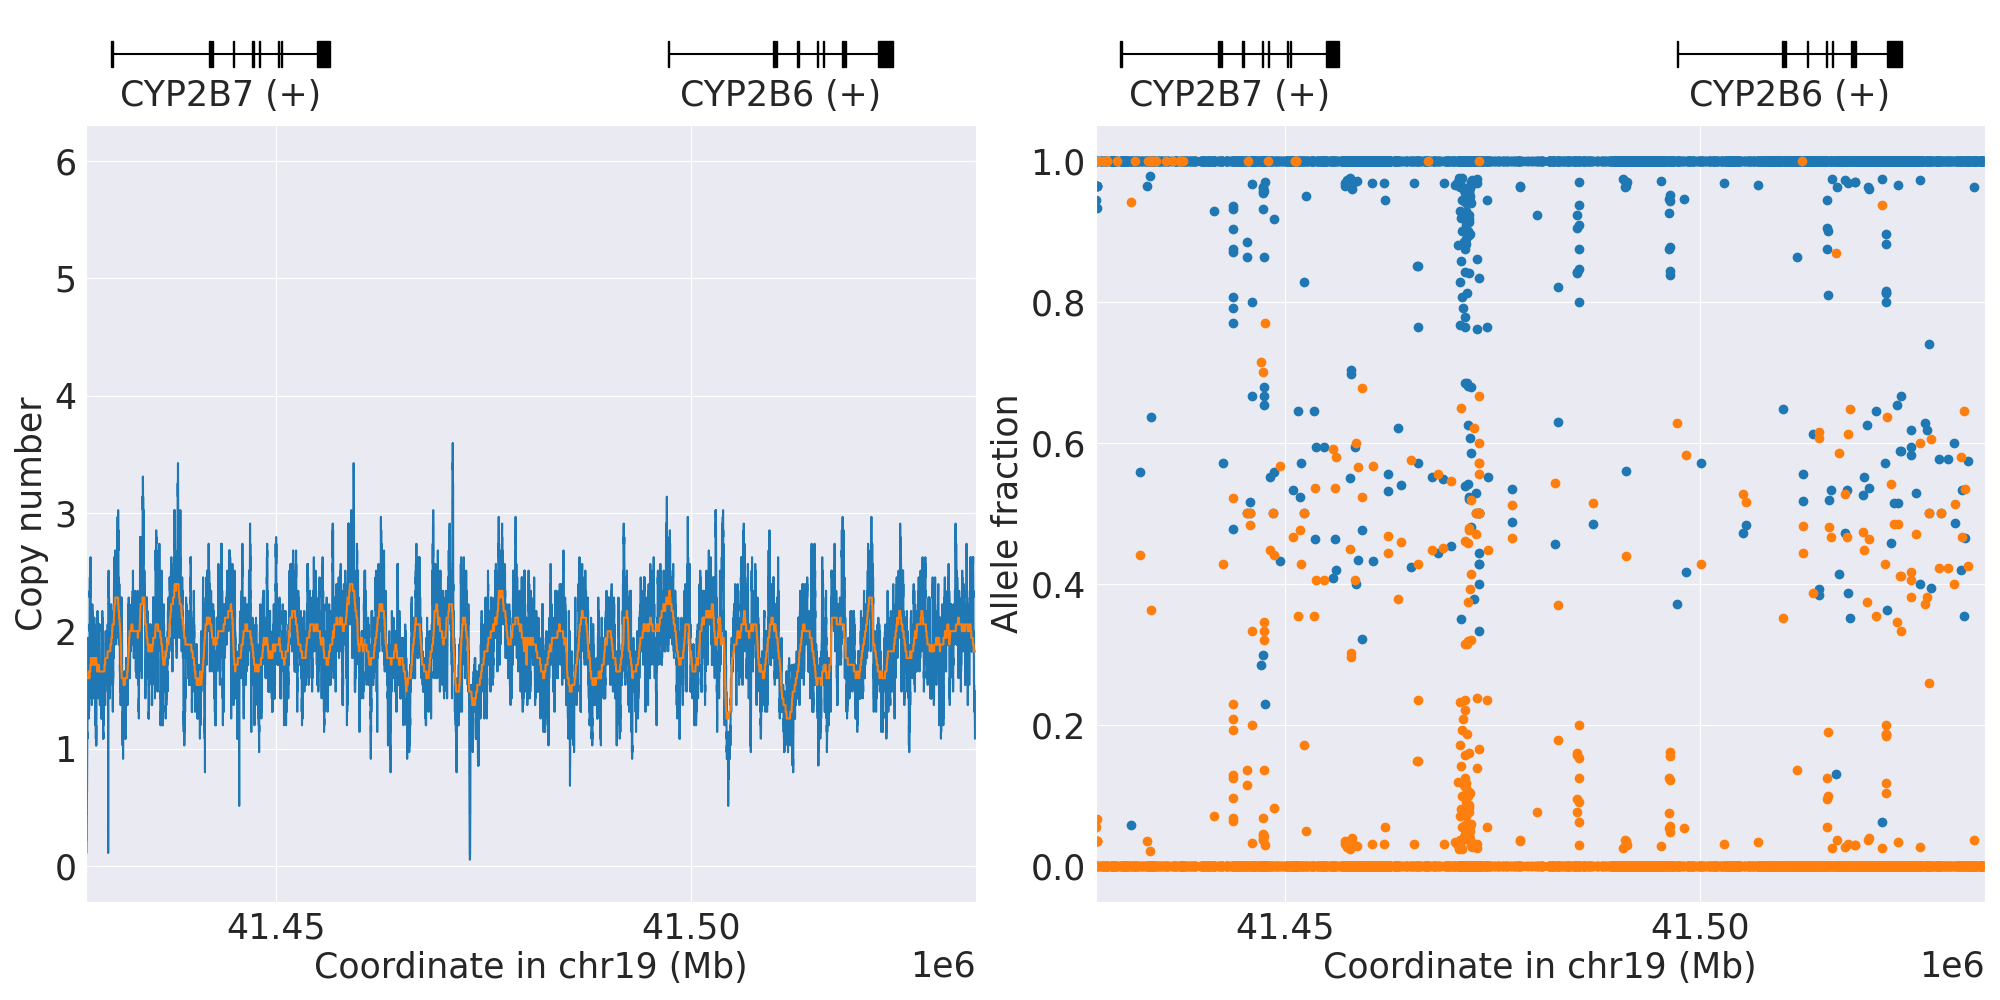 CYP2B7 (+)
CYP2B6 (+)
6
5
4
3
2
1
0
Copy number
41.45
41.50
Coordinate in chr19 (Mb)
1e6
CYP2B7 (+)
CYP2B6 (+)
1.0
0.8
0.6
0.4
0.2
0.0
Allele fraction
41.45
41.50
Coordinate in chr19 (Mb)
1e6